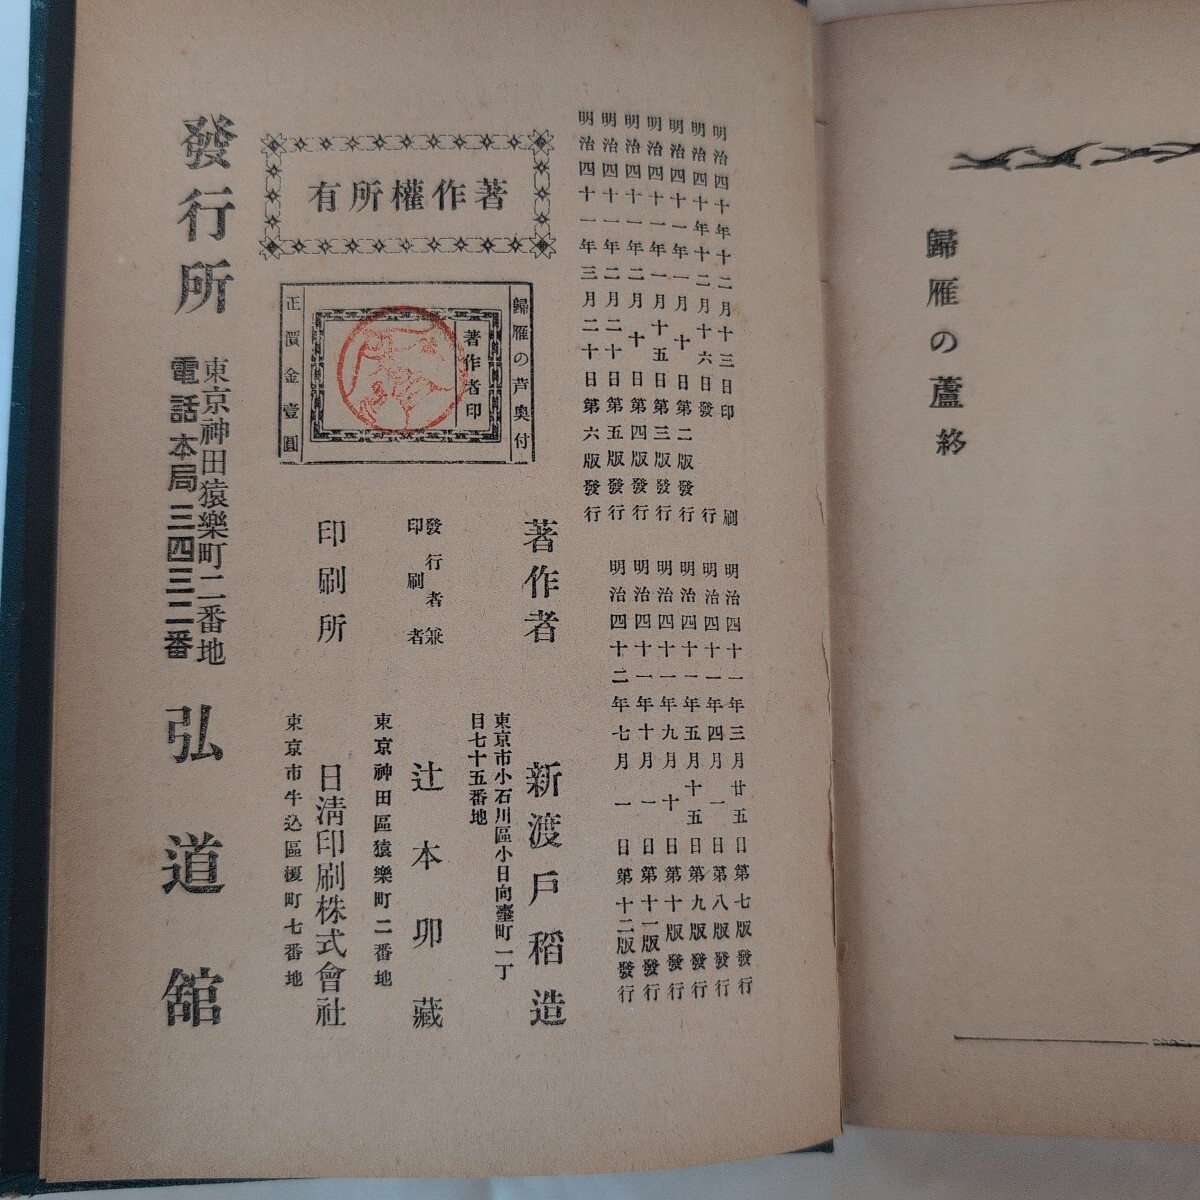 歸雁の蘆終
明治四十年十二月十三日印刷
明治四十年十二月十六日發行
明治四十一年一月十日第二版發行
明治四十一年一月十五日第三版發行
明治四十一年二月十日第四版發行
明治四十一年二月二十日第五版發行
明治四十一年三月二十日第六版發行
明治四十一年三月廿五日第七版發行
明治四十一年四月一日第八版發行
明治四十一年五月十五日第九版發行
明治四十一年九月十日第十版發行
明治四十一年十月一日第十一版發行
明治四十二年七月一日第十二版發行
著作權所有
歸雁の芦奥付
著作者印
正價金壹圓
著作者
新渡戶稻造
東京市小石川區小日向臺町一丁
目七十五番地
發行者兼
印刷者
辻本卯藏
東京神田區猿樂町二番地
印刷所
日淸印刷株式會社
東京市牛込區榎町七番地
發行所
東京神田猿樂町二番地
電話本局三四三二番
弘道舘